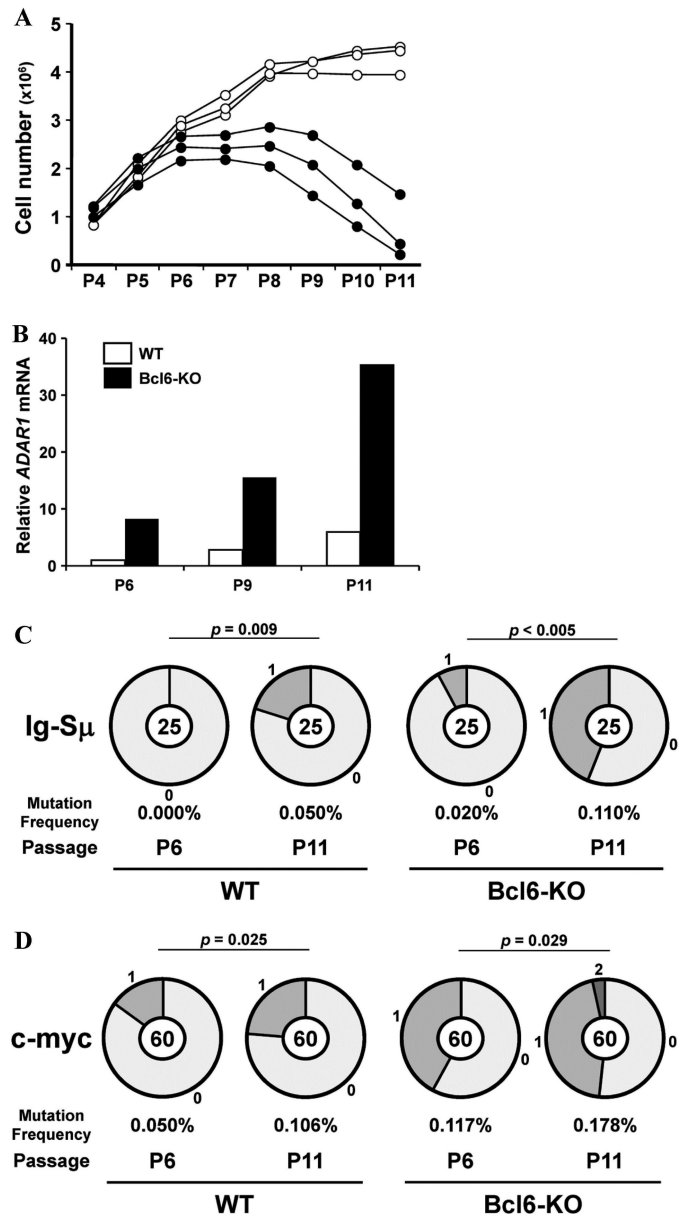 A
Cell number (x10⁶)
5
4
3
2
1
0
P4 P5 P6 P7 P8 P9 P10 P11
B
Relative ADAR1 mRNA
40
30
20
10
0
WT
Bcl6-KO
P6 P9 P11
C
p = 0.009 p < 0.005
Ig-Sμ
25 0
25 1 0
25 1 0
25 1 0
Mutation
Frequency
0.000% 0.050% 0.020% 0.110%
Passage P6 P11 P6 P11
WT Bcl6-KO
D
p = 0.025 p = 0.029
c-myc
60 1 0
60 1 0
60 1 0
60 2 1 0
Mutation
Frequency
0.050% 0.106% 0.117% 0.178%
Passage P6 P11 P6 P11
WT Bcl6-KO